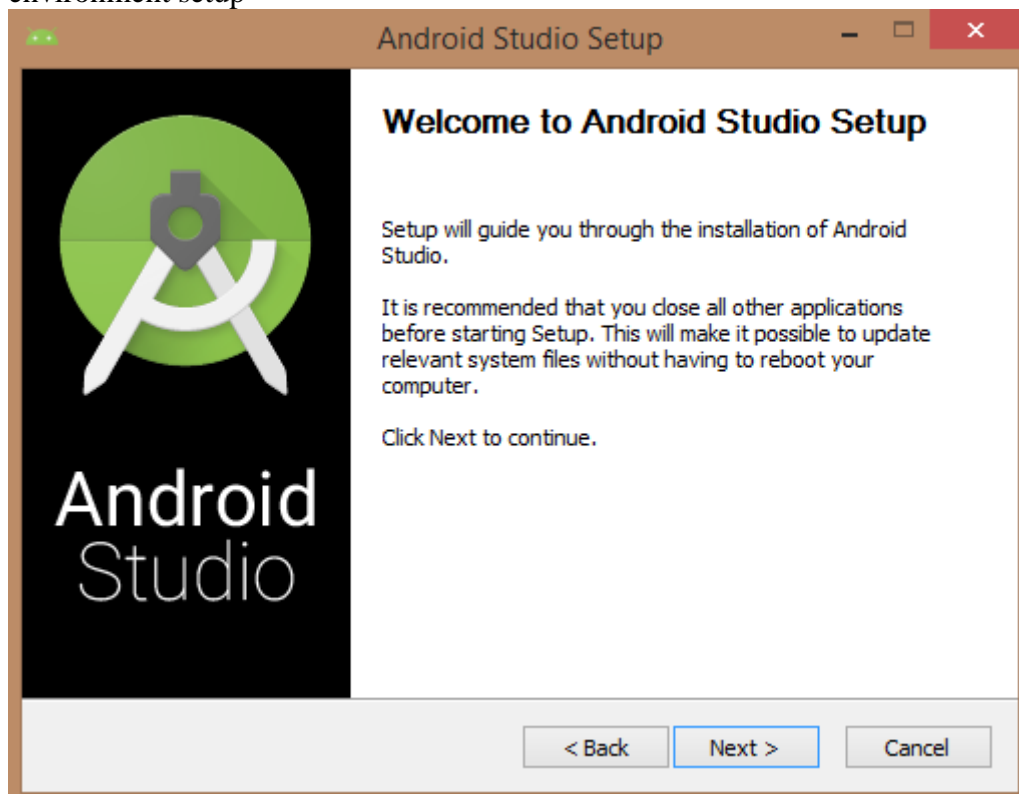 environment setup
Android Studio Setup
Welcome to Android Studio Setup
Setup will guide you through the installation of Android
Studio.
It is recommended that you close all other applications
before starting Setup. This will make it possible to update
relevant system files without having to reboot your
computer.
Click Next to continue.
Android
Studio
< Back
Next >
Cancel